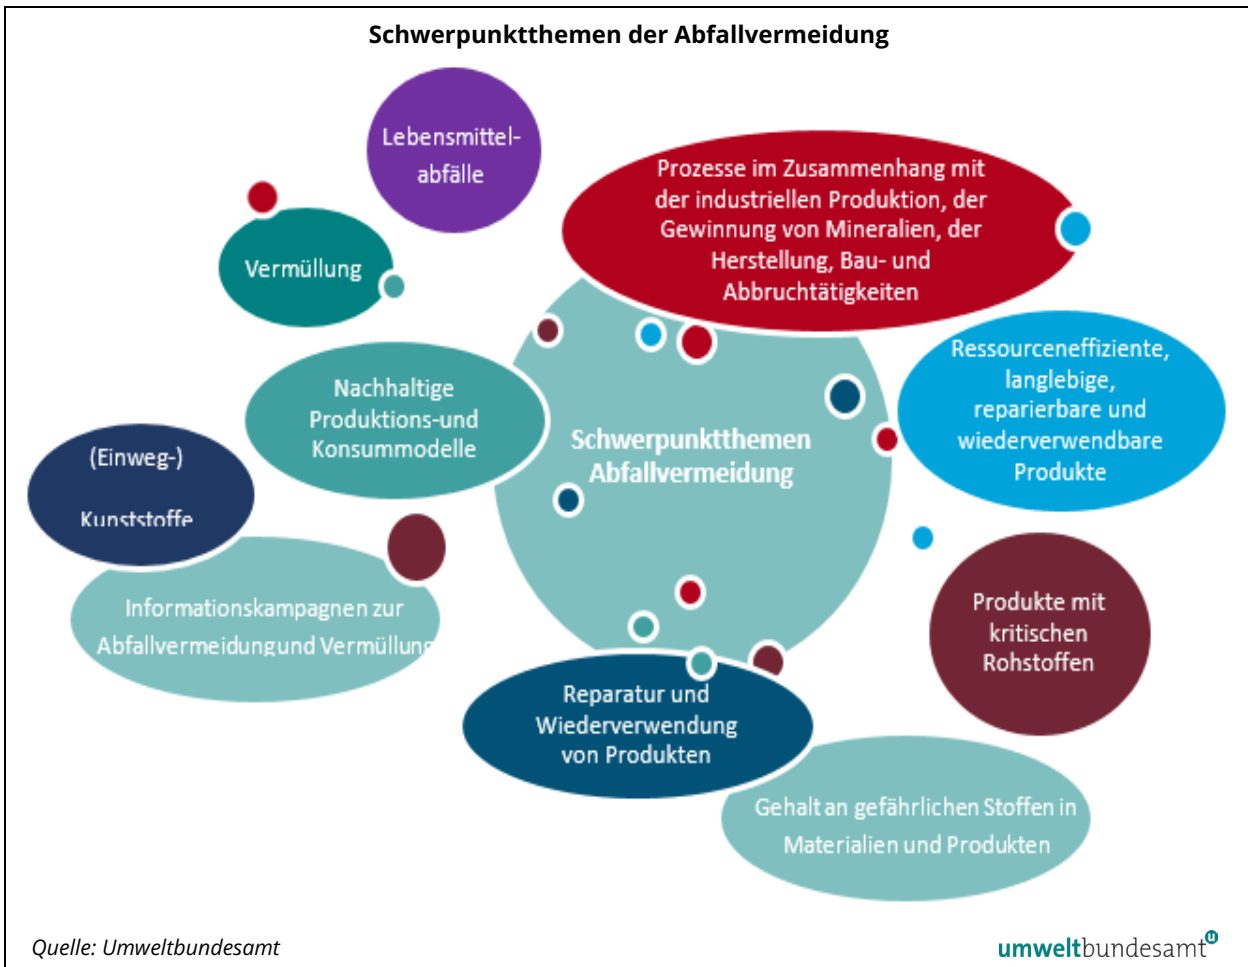 Schwerpunktthemen der Abfallvermeidung
Lebensmittel-
abfälle
Prozesse im Zusammenhang mit
der industriellen Produktion, der
Gewinnung von Mineralien, der
Herstellung, Bau- und
Abbruchtätigkeiten
Vermüllung
Ressourceneffiziente,
langlebige,
reparierbare und
wiederverwendbare
Produkte
Nachhaltige
Produktions-und
Konsummodelle
Schwerpunktthemen
Abfallvermeidung
(Einweg-)
Kunststoffe
Informationskampagnen zur
Abfallvermeidung und Vermüllung
Produkte mit
kritischen
Rohstoffen
Reparatur und
Wiederverwendung
von Produkten
Gehalt an gefährlichen Stoffen in
Materialien und Produkten
Quelle: Umweltbundesamt
umweltbundesamt u